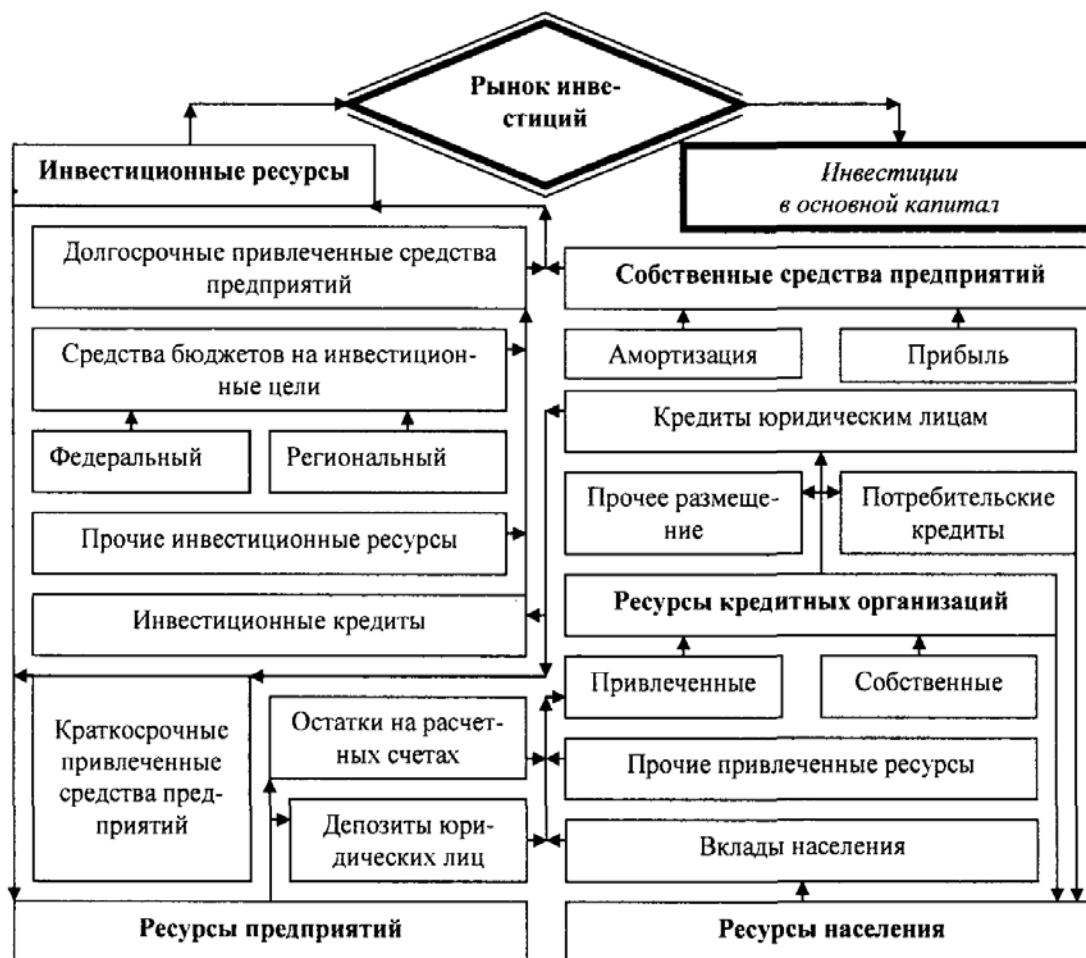 Рынок инве-
стиций
Инвестиционные ресурсы
Инвестиции
в основной капитал
Долгосрочные привлеченные средства
предприятий
Собственные средства предприятий
Средства бюджетов на инвестицион-
ные цели
Амортизация
Прибыль
Кредиты юридическим лицам
Федеральный
Региональный
Прочее размеще-
ние
Потребительские
кредиты
Прочие инвестиционные ресурсы
Инвестиционные кредиты
Ресурсы кредитных организаций
Привлеченные
Собственные
Краткосрочные
привлеченные
средства пред-
приятий
Остатки на расчет-
ных счетах
Прочие привлеченные ресурсы
Депозиты юри-
дических лиц
Вклады населения
Ресурсы предприятий
Ресурсы населения